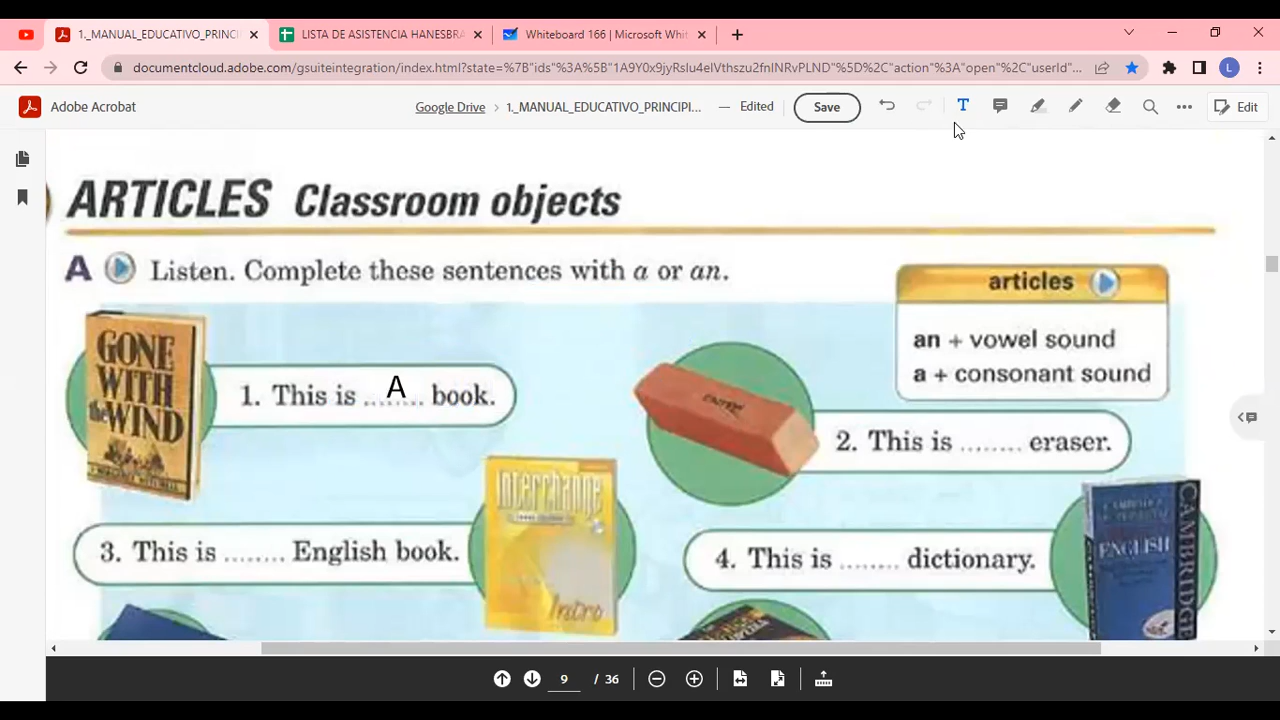 1._MANUAL_EDUCATIVO_PRINCI
LISTA DE ASISTENCIA HANESBRA
Whiteboard 166 | Microsoft Whit
documentcloud.adobe.com/gsuiteintegration/index.html?state=%7B"ids"%3A%5B"1A9Y0x9jyRslu4eIVthszu2fnINRvPLND"%5D%2C"action"%3A"open"%2C"userId"...
L
Adobe Acrobat
Google Drive > 1._MANUAL_EDUCATIVO_PRINCIPI... — Edited
Save
T
Edit
ARTICLES Classroom objects
A Listen. Complete these sentences with a or an.
articles
an + vowel sound
a + consonant sound
GONE
WITH
the WIND
1. This is ...A..... book.
2. This is ........ eraser.
Interchange
Intro
3. This is ........ English book.
4. This is ........ dictionary.
ENGLISH
CAMBRIDGE
9 / 36